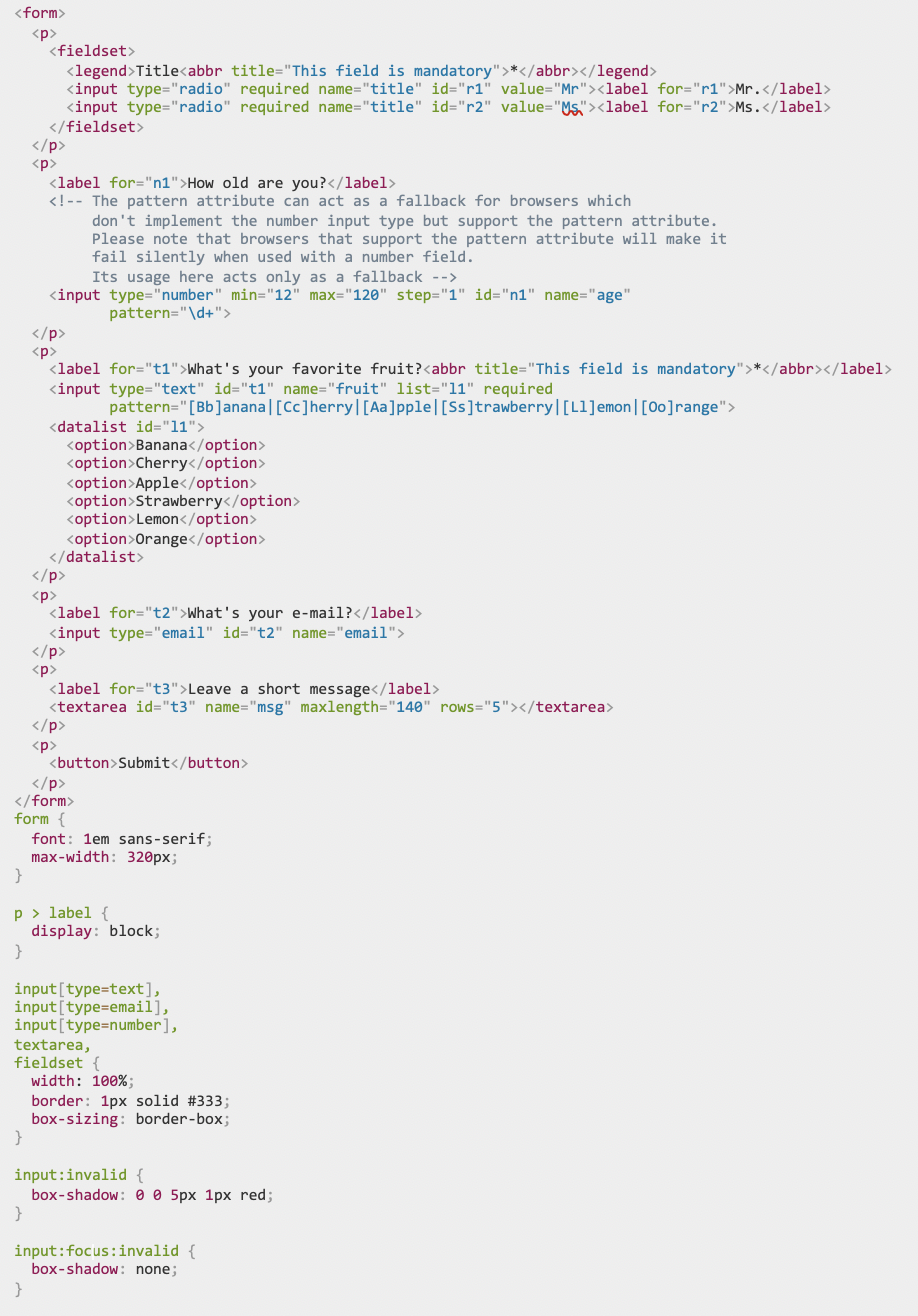 <form>
  <p>
    <fieldset>
      <legend>Title<abbr title="This field is mandatory">*</abbr></legend>
      <input type="radio" required name="title" id="r1" value="Mr"><label for="r1">Mr.</label>
      <input type="radio" required name="title" id="r2" value="Ms"><label for="r2">Ms.</label>
    </fieldset>
  </p>
  <p>
    <label for="n1">How old are you?</label>
    <!-- The pattern attribute can act as a fallback for browsers which
         don't implement the number input type but support the pattern attribute.
         Please note that browsers that support the pattern attribute will make it
         fail silently when used with a number field.
         Its usage here acts only as a fallback -->
    <input type="number" min="12" max="120" step="1" id="n1" name="age"
           pattern="\d+">
  </p>
  <p>
    <label for="t1">What's your favorite fruit?<abbr title="This field is mandatory">*</abbr></label>
    <input type="text" id="t1" name="fruit" list="l1" required
           pattern="[Bb]anana|[Cc]herry|[Aa]pple|[Ss]trawberry|[Ll]emon|[Oo]range">
    <datalist id="l1">
      <option>Banana</option>
      <option>Cherry</option>
      <option>Apple</option>
      <option>Strawberry</option>
      <option>Lemon</option>
      <option>Orange</option>
    </datalist>
  </p>
  <p>
    <label for="t2">What's your e-mail?</label>
    <input type="email" id="t2" name="email">
  </p>
  <p>
    <label for="t3">Leave a short message</label>
    <textarea id="t3" name="msg" maxlength="140" rows="5"></textarea>
  </p>
  <p>
    <button>Submit</button>
  </p>
</form>
form {
  font: 1em sans-serif;
  max-width: 320px;
}

p > label {
  display: block;
}

input[type=text],
input[type=email],
input[type=number],
textarea,
fieldset {
  width: 100%;
  border: 1px solid #333;
  box-sizing: border-box;
}

input:invalid {
  box-shadow: 0 0 5px 1px red;
}

input:focus:invalid {
  box-shadow: none;
}